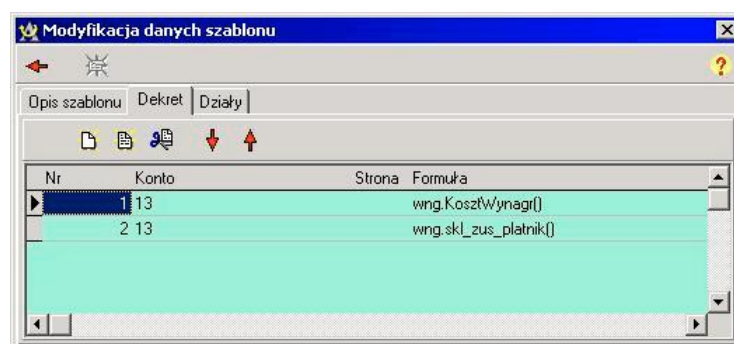 Modyfikacja danych szablonu
?
Opis szablonu Dekret Działy
Nr Konto Strona Formuła
1 13 wng.KosztWynagr()
2 13 wng.skl_zus_platnik()